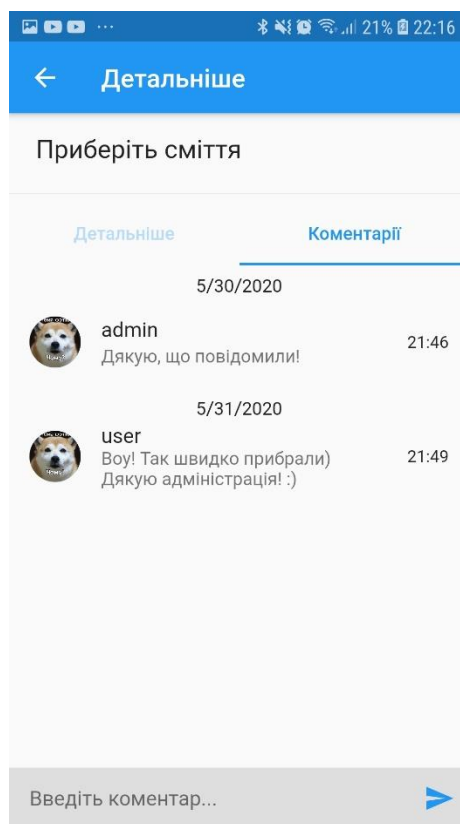 21% 22:16
Детальніше
Приберіть сміття
Детальніше Коментарії
5/30/2020
admin
21:46
Дякую, що повідомили!
5/31/2020
user
Воу! Так швидко прибрали) 21:49
Дякую адміністрація! :)
Введіть коментар...